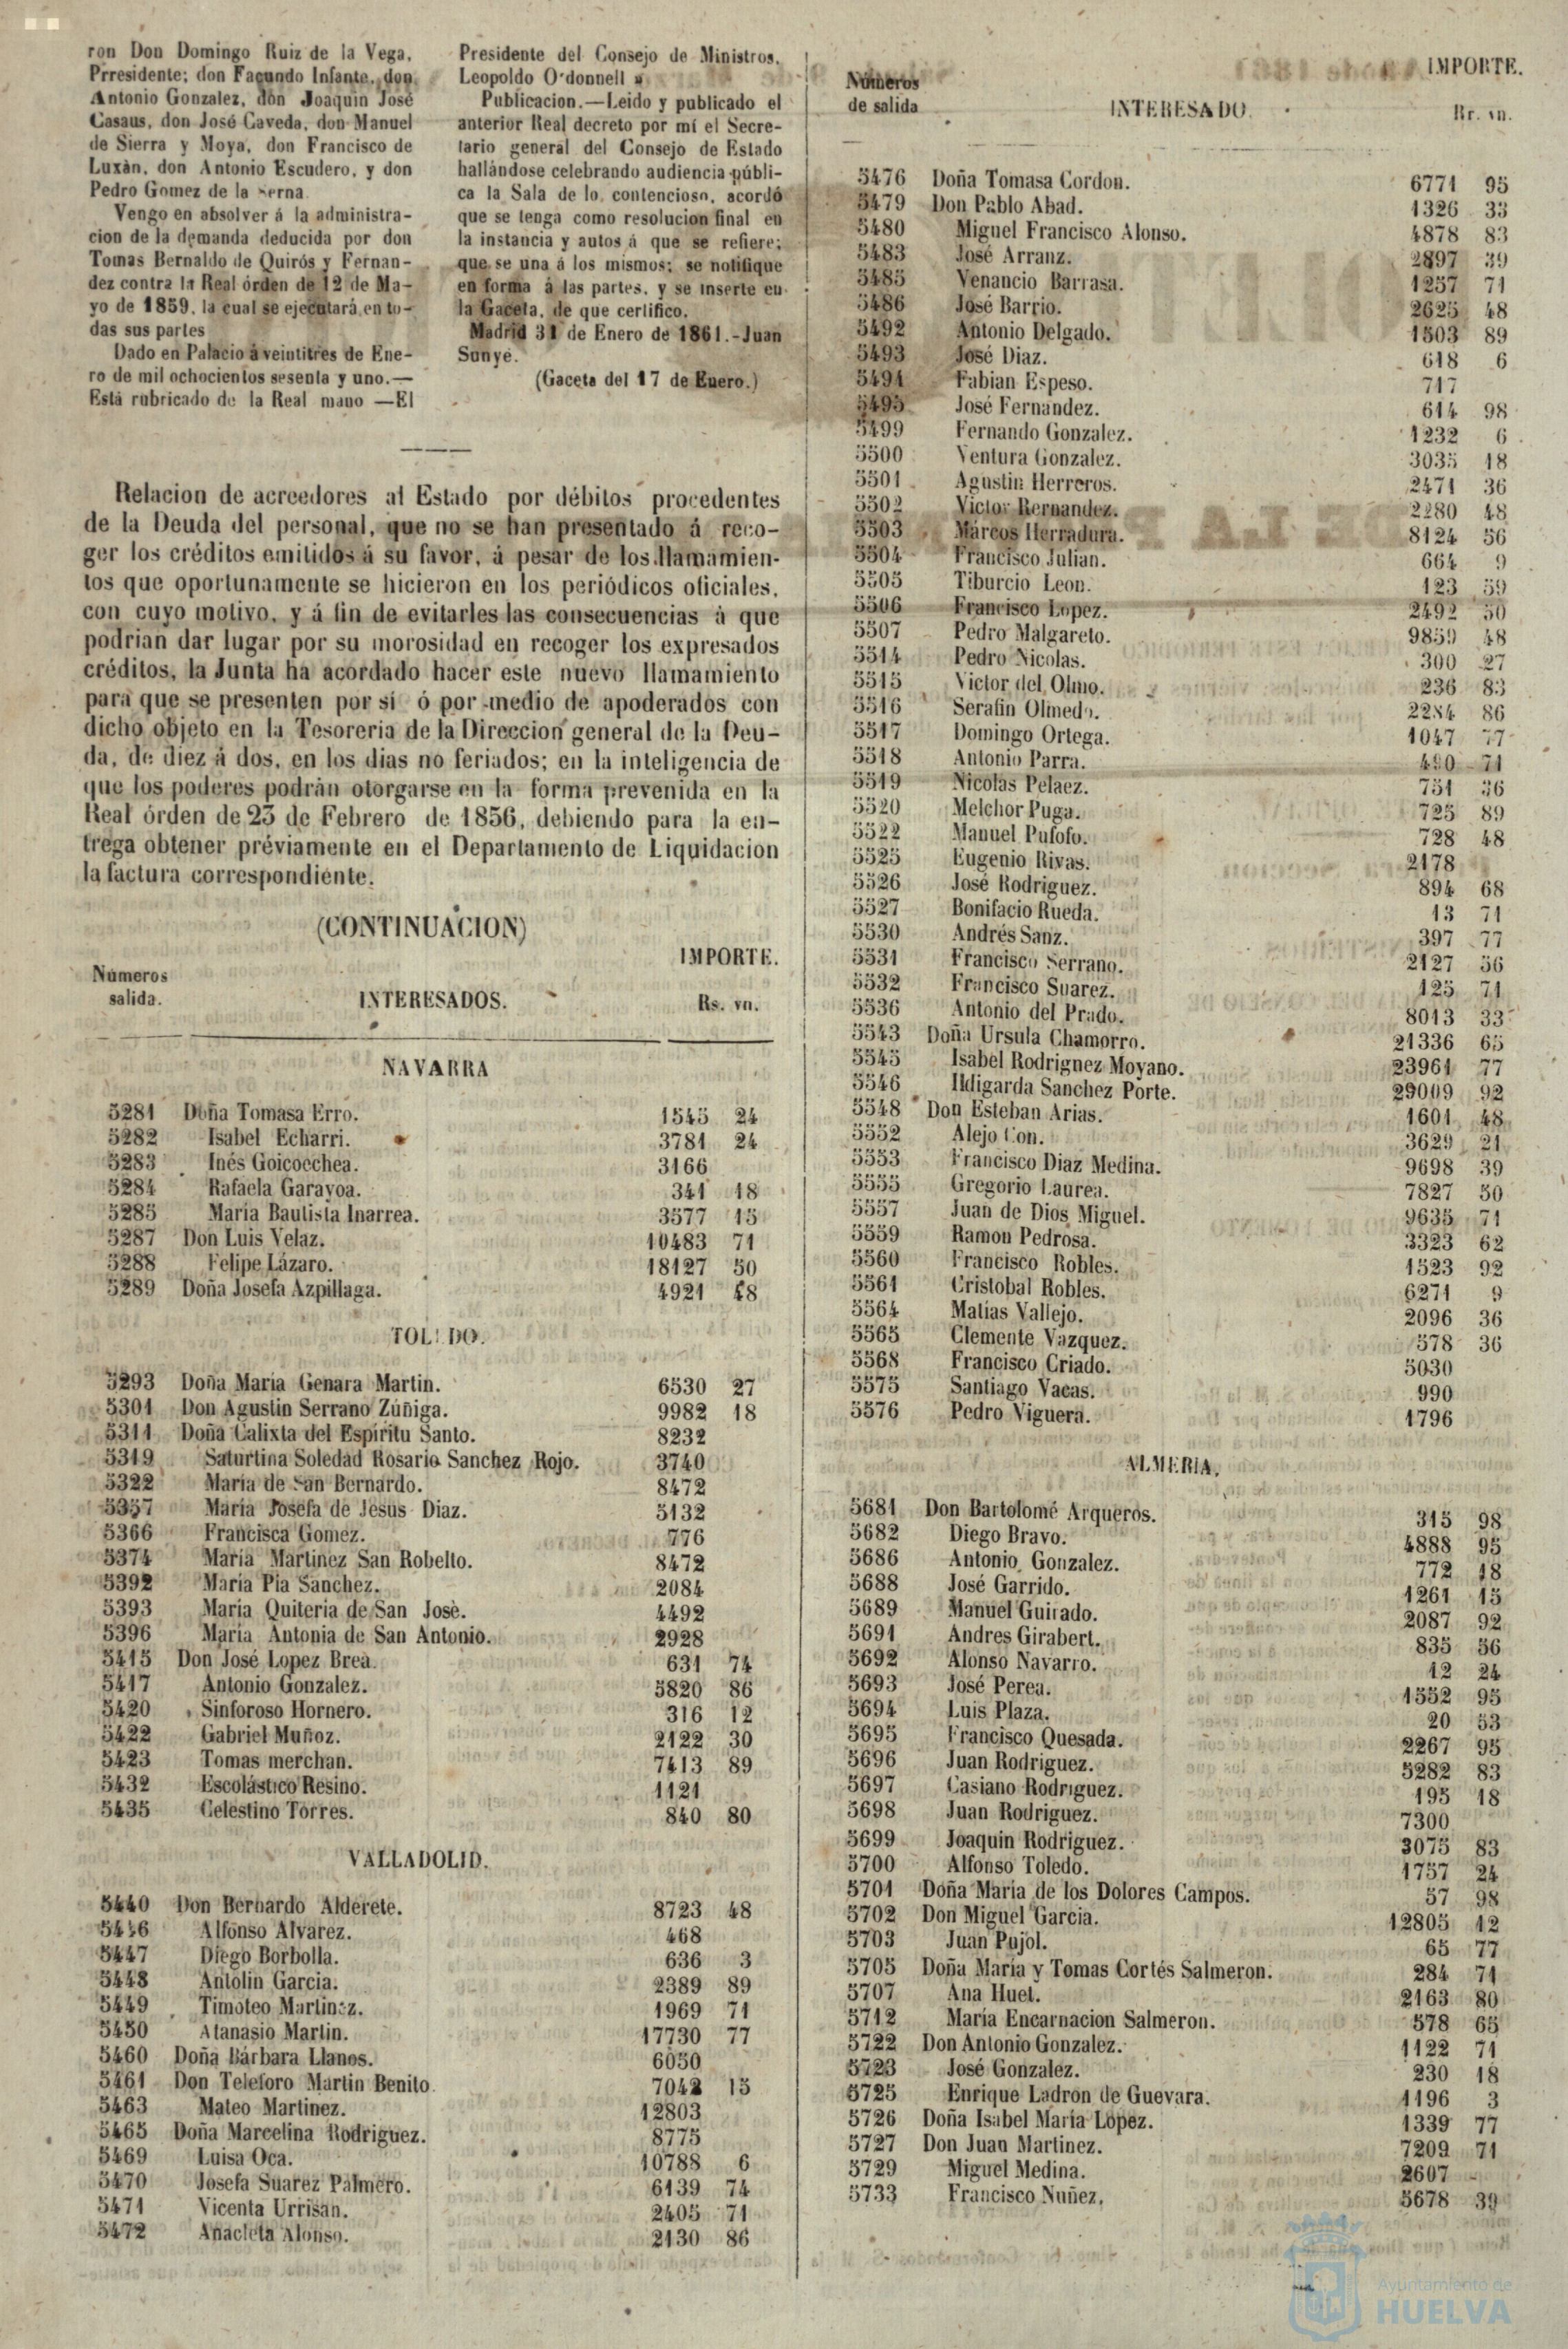 ron Don Domingo Ruiz de la Vega,
Prresidente; don Facundo Infante, don
Antonio Gonzalez, don Joaquin José
Casaus, don José Caveda, don Manuel
de Sierra y Moya, don Francisco de
Luxàn, don Antonio Escudero, y don
Pedro Gomez de la Serna
Vengo en absolver á la administra-
cion de la demanda deducida por don
Tomas Bernaldo de Quirós y Fernan-
dez contra la Real órden de 12 de Ma-
yo de 1859, la cual se ejecutará en to-
das sus partes
Dado en Palacio á veintitres de Ene-
ro de mil ochocientos sesenta y uno.—
Está rubricado de la Real mano —El
Presidente del Consejo de Ministros.
Leopoldo O'donnell »
Publicacion.—Leido y publicado el
anterior Real decreto por mí el Secre-
tario general del Consejo de Estado
hallándose celebrando audiencia públi-
ca la Sala de lo contencioso, acordó
que se tenga como resolucion final en
la instancia y autos á que se refiere;
que se una á los mismos; se notifique
en forma á las partes, y se inserte en
la Gaceta, de que certifico.
Madrid 31 de Enero de 1861.-Juan
Sunyé.
(Gaceta del 17 de Enero.)
Relacion de acreedores al Estado por débitos procedentes
de la Deuda del personal, que no se han presentado á reco-
ger los créditos emitidos á su favor, á pesar de los llamamien-
tos que oportunamente se hicieron en los periódicos oficiales,
con cuyo motivo, y á fin de evitarles las consecuencias à que
podrian dar lugar por su morosidad en recoger los expresados
créditos, la Junta ha acordado hacer este nuevo llamamiento
para que se presenten por sí ó por medio de apoderados con
dicho objeto en la Tesoreria de la Direccion general de la Deu-
da, de diez á dos, en los dias no feriados; en la inteligencia de
que los poderes podrán otorgarse en la forma prevenida en la
Real órden de 23 de Febrero de 1856, debiendo para la en-
trega obtener préviamente en el Departamento de Liquidacion
la factura correspondiente.
(CONTINUACION)
IMPORTE.
Números
salida. INTERESADOS. Rs. vn.
NAVARRA
5281 Doña Tomasa Erro. 1545 24
5282 Isabel Echarri. 3781 24
5283 Inés Goicoechea. 3166
5284 Rafaela Garayoa. 341 18
5285 María Bautista Inarrea. 3577 15
5287 Don Luis Velaz. 10483 71
5288 Felipe Lázaro. 18127 50
5289 Doña Josefa Azpillaga. 4921 48
TOLEDO.
5293 Doña María Genara Martin. 6530 27
5301 Don Agustin Serrano Zúñiga. 9982 18
5311 Doña Calixta del Espíritu Santo. 8232
5319 Saturtina Soledad Rosario Sanchez Rojo. 3740
5322 María de San Bernardo. 8472
5357 María Josefa de Jesus Diaz. 5132
5366 Francisca Gomez. 776
5374 María Martinez San Robelto. 8472
5392 María Pia Sanchez. 2084
5393 María Quiteria de San José. 4492
5396 María Antonia de San Antonio. 2928
5415 Don José Lopez Brea. 631 74
5417 Antonio Gonzalez. 5820 86
5420 Sinforoso Hornero. 316 12
5422 Gabriel Muñoz. 2122 30
5423 Tomas merchan. 7413 89
5432 Escolástico Resino. 1121
5435 Celestino Torres. 840 80
VALLADOLID.
5440 Don Bernardo Alderete. 8723 48
5446 Alfonso Alvarez. 468
5447 Diego Borbolla. 636 3
5448 Antolin Garcia. 2389 89
5449 Timoteo Martinez. 1969 71
5450 Atanasio Martin. 17730 77
5460 Doña Bárbara Llanos. 6050
5461 Don Teleforo Martin Benito 7042 15
5463 Mateo Martinez. 12803
5465 Doña Marcelina Rodriguez. 8775
5469 Luisa Oca. 10788 6
5470 Josefa Suarez Palmero. 6139 74
5471 Vicenta Urrisan. 2405 71
5472 Anacleta Alonso. 2130 86
IMPORTE.
Números
de salida INTERESADO. Rr. vn.
5476 Doña Tomasa Cordon. 6771 95
5479 Don Pablo Abad. 1326 33
5480 Miguel Francisco Alonso. 4878 83
5483 José Arranz. 2897 39
5485 Venancio Barrasa. 1257 71
5486 José Barrio. 2625 48
5492 Antonio Delgado. 1503 89
5493 José Diaz. 618 6
5494 Fabian Espeso. 717
5495 José Fernandez. 614 98
5499 Fernando Gonzalez. 1232 6
5500 Ventura Gonzalez. 3035 18
5501 Agustin Herreros. 2471 36
5502 Victor Hernandez. 2280 48
5503 Márcos Herradura. 8124 56
5504 Francisco Julian. 664 9
5505 Tiburcio Leon. 123 59
5506 Francisco Lopez. 2492 50
5507 Pedro Malgareto. 9859 48
5514 Pedro Nicolas. 300 27
5515 Victor del Olmo. 236 83
5516 Serafin Olmedo. 2284 86
5517 Domingo Ortega. 1047 77
5518 Antonio Parra. 490 71
5519 Nicolas Pelaez. 751 36
5520 Melchor Puga. 725 89
5522 Manuel Pufofo. 728 48
5525 Eugenio Rivas. 2178
5526 José Rodriguez. 894 68
5527 Bonifacio Rueda. 13 71
5530 Andrés Sanz. 397 77
5531 Francisco Serrano. 2127 56
5532 Francisco Suarez. 125 71
5536 Antonio del Prado. 8013 33
5543 Doña Ursula Chamorro. 21336 65
5545 Isabel Rodrignez Moyano. 23961 77
5546 Ildigarda Sanchez Porte. 29009 92
5548 Don Esteban Arias. 1601 48
5552 Alejo Con. 3629 21
5553 Francisco Diaz Medina. 9698 39
5555 Gregorio Laurea. 7827 50
5557 Juan de Dios Miguel. 9635 71
5559 Ramon Pedrosa. 3323 62
5560 Francisco Robles. 1523 92
5561 Cristobal Robles. 6271 9
5564 Matias Vallejo. 2096 36
5565 Clemente Vazquez. 578 36
5568 Francisco Criado. 5030
5575 Santiago Vacas. 990
5576 Pedro Viguera. 1796
ALMERIA.
5681 Don Bartolomé Arqueros. 315 98
5682 Diego Bravo. 4888 95
5686 Antonio Gonzalez. 772 18
5688 José Garrido. 1261 15
5689 Manuel Guirado. 2087 92
5691 Andres Girabert. 835 56
5692 Alonso Navarro. 12 24
5693 José Perea. 1552 95
5694 Luis Plaza. 20 53
5695 Francisco Quesada. 2267 95
5696 Juan Rodriguez. 5282 83
5697 Casiano Rodriguez. 195 18
5698 Juan Rodriguez. 7300
5699 Joaquin Rodriguez. 3075 83
5700 Alfonso Toledo. 1757 24
5701 Doña María de los Dolores Campos. 57 98
5702 Don Miguel Garcia. 12805 12
5703 Juan Pujol. 65 77
5705 Doña María y Tomas Cortés Salmeron. 284 71
5707 Ana Huet. 2163 80
5712 María Encarnacion Salmeron. 578 65
5722 Don Antonio Gonzalez. 1122 71
5723 José Gonzalez. 230 18
5725 Enrique Ladron de Guevara. 1196 3
5726 Doña Isabel María Lopez. 1339 77
5727 Don Juan Martinez. 7209 71
5729 Miguel Medina. 2607
5733 Francisco Nuñez. 5678 39
Ayuntamiento de
HUELVA